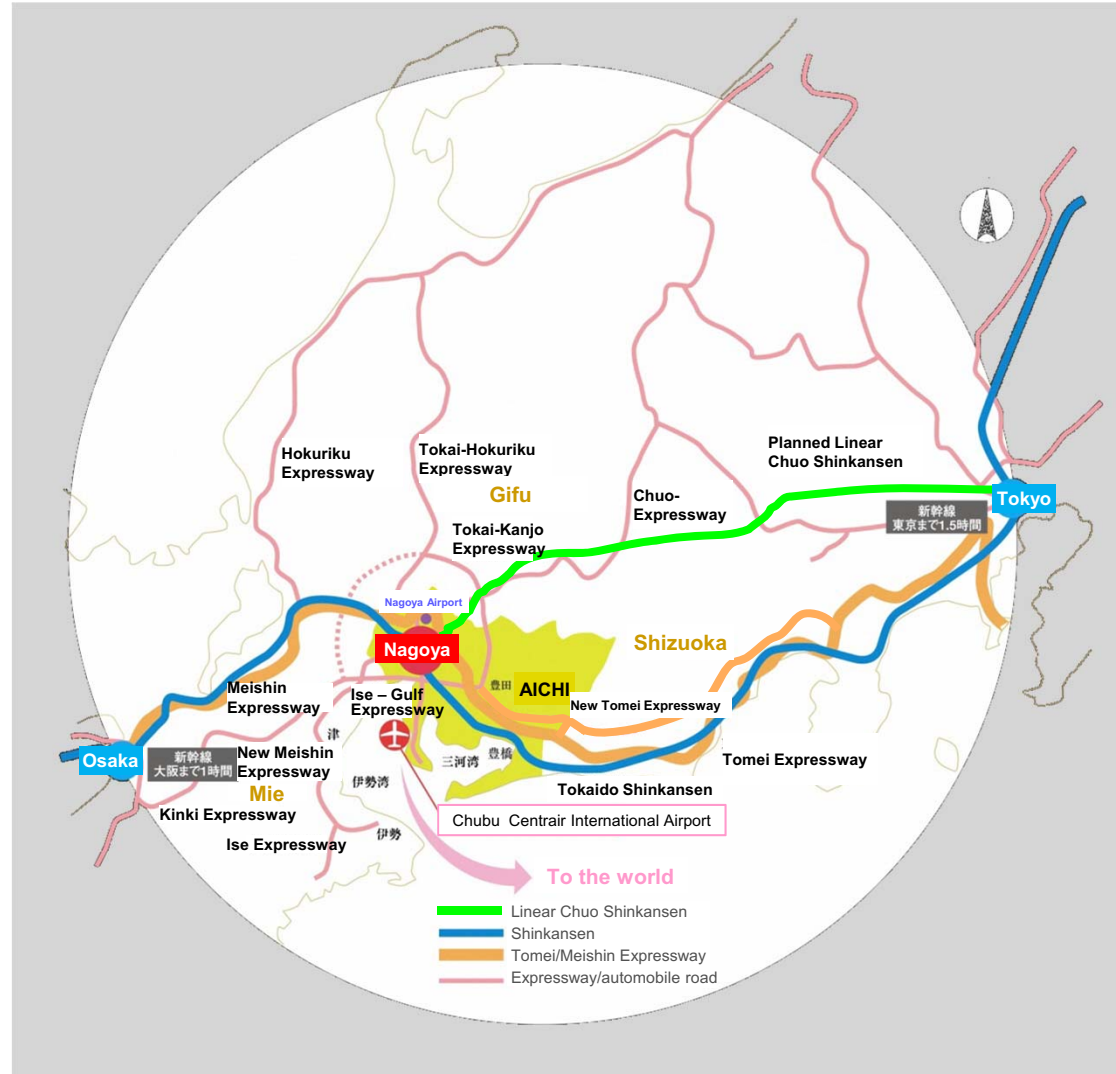 Hokuriku
Expressway
Tokai-Hokuriku
Expressway
Gifu
Tokai-Kanjo
Expressway
Chuo-
Expressway
Planned Linear
Chuo Shinkansen
Tokyo
新幹線
東京まで1.5時間
Nagoya Airport
Nagoya
Shizuoka
豊田
AICHI
New Tomei Expressway
Meishin
Expressway
Ise – Gulf
Expressway
津
Osaka
新幹線
大阪まで1時間
New Meishin
Expressway
三河湾
豊橋
Tomei Expressway
伊勢湾
Mie
Tokaido Shinkansen
Kinki Expressway
Chubu Centrair International Airport
伊勢
Ise Expressway
To the world
Linear Chuo Shinkansen
Shinkansen
Tomei/Meishin Expressway
Expressway/automobile road